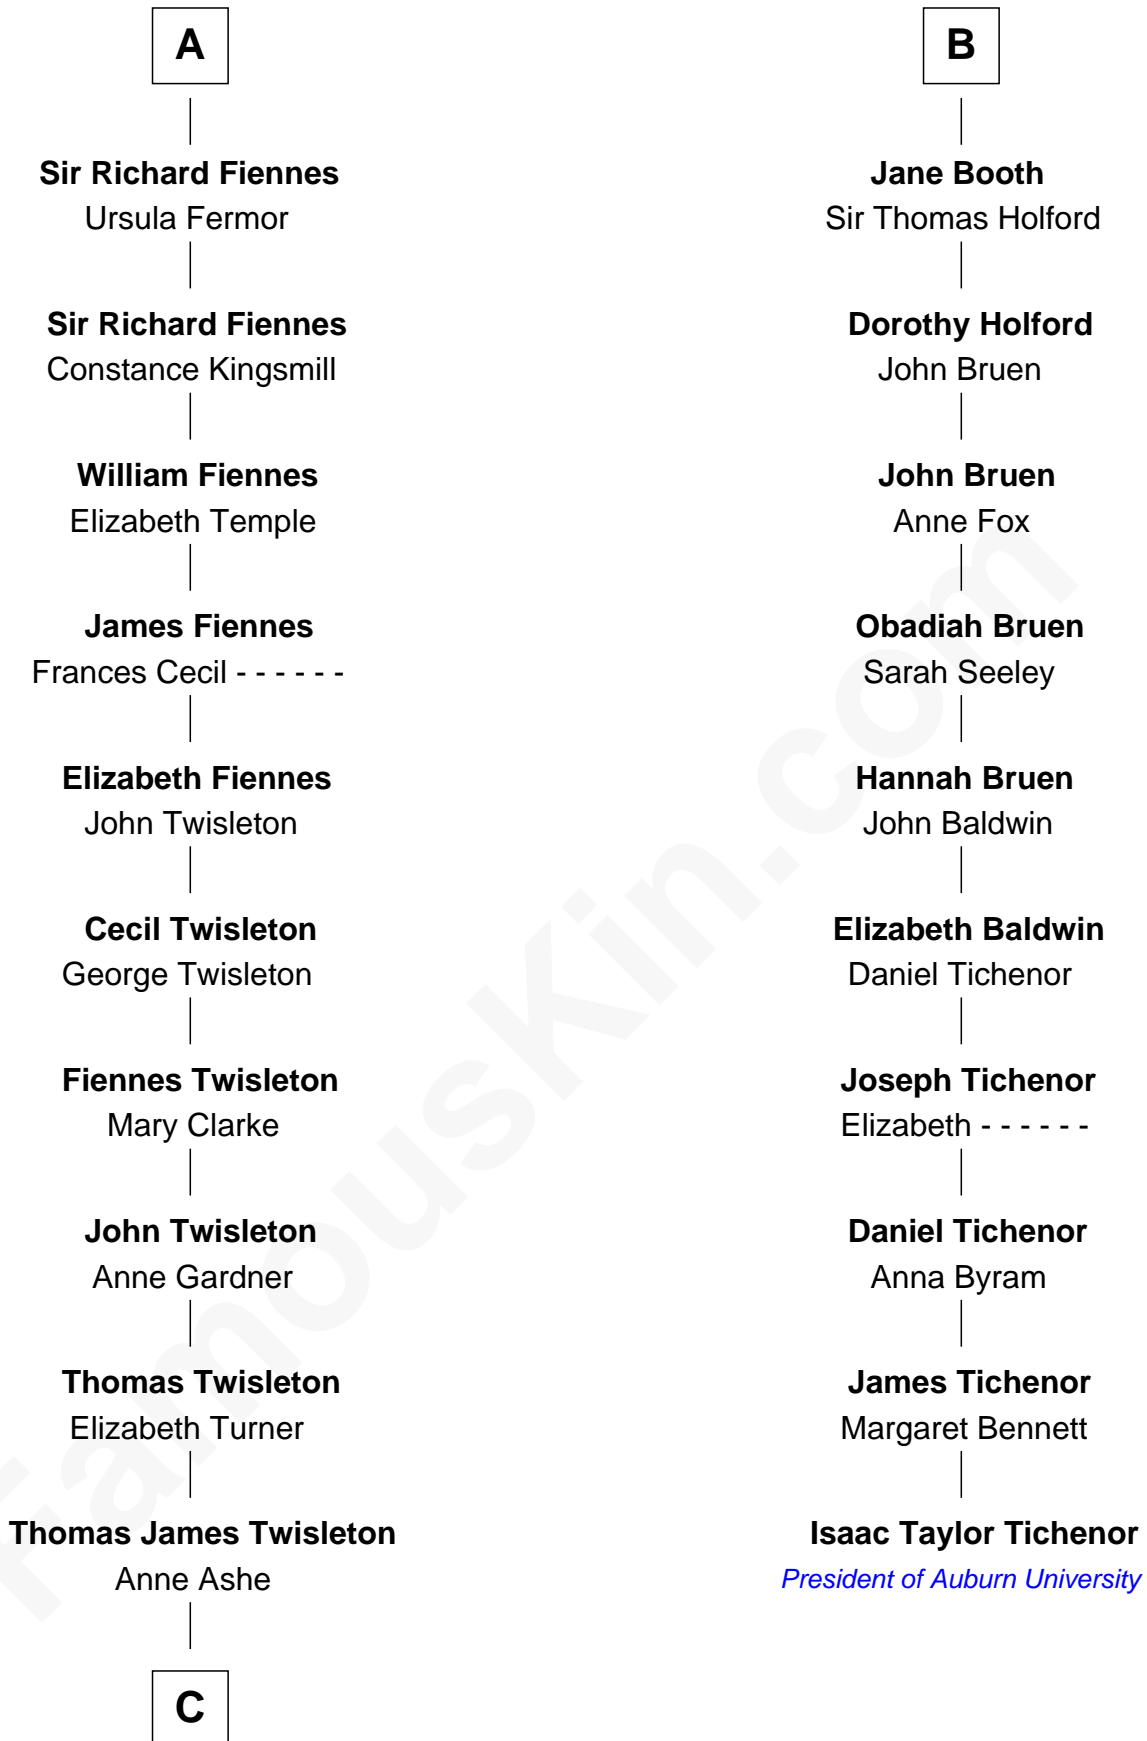 A
Sir Richard Fiennes
Ursula Fermor
Sir Richard Fiennes
Constance Kingsmill
William Fiennes
Elizabeth Temple
James Fiennes
Frances Cecil - - - - - -
Elizabeth Fiennes
John Twisleton
Cecil Twisleton
George Twisleton
Fiennes Twisleton
Mary Clarke
John Twisleton
Anne Gardner
Thomas Twisleton
Elizabeth Turner
Thomas James Twisleton
Anne Ashe
C
B
Jane Booth
Sir Thomas Holford
Dorothy Holford
John Bruen
John Bruen
Anne Fox
Obadiah Bruen
Sarah Seeley
Hannah Bruen
John Baldwin
Elizabeth Baldwin
Daniel Tichenor
Joseph Tichenor
Elizabeth - - - - - -
Daniel Tichenor
Anna Byram
James Tichenor
Margaret Bennett
Isaac Taylor Tichenor
President of Auburn University
FamousKin.com